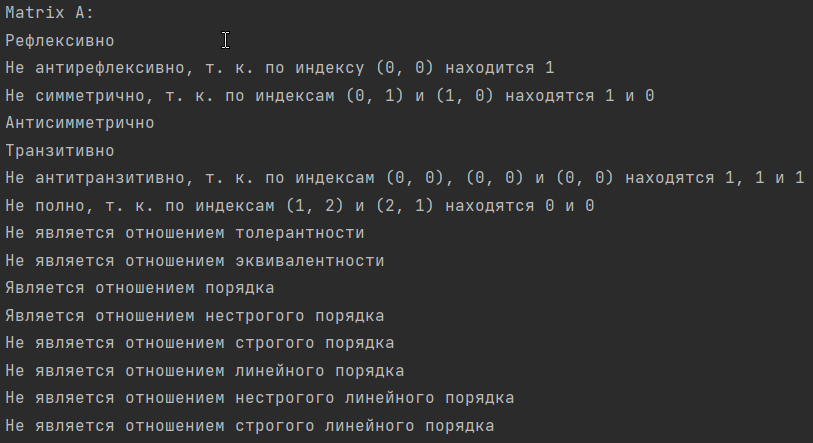 Matrix A:
Рефлексивно
Не антирефлексивно, т. к. по индексу (0, 0) находится 1
Не симметрично, т. к. по индексам (0, 1) и (1, 0) находятся 1 и 0
Антисимметрично
Транзитивно
Не антитранзитивно, т. к. по индексам (0, 0), (0, 0) и (0, 0) находятся 1, 1 и 1
Не полно, т. к. по индексам (1, 2) и (2, 1) находятся 0 и 0
Не является отношением толерантности
Не является отношением эквивалентности
Является отношением порядка
Является отношением нестрогого порядка
Не является отношением строгого порядка
Не является отношением линейного порядка
Не является отношением нестрогого линейного порядка
Не является отношением строгого линейного порядка